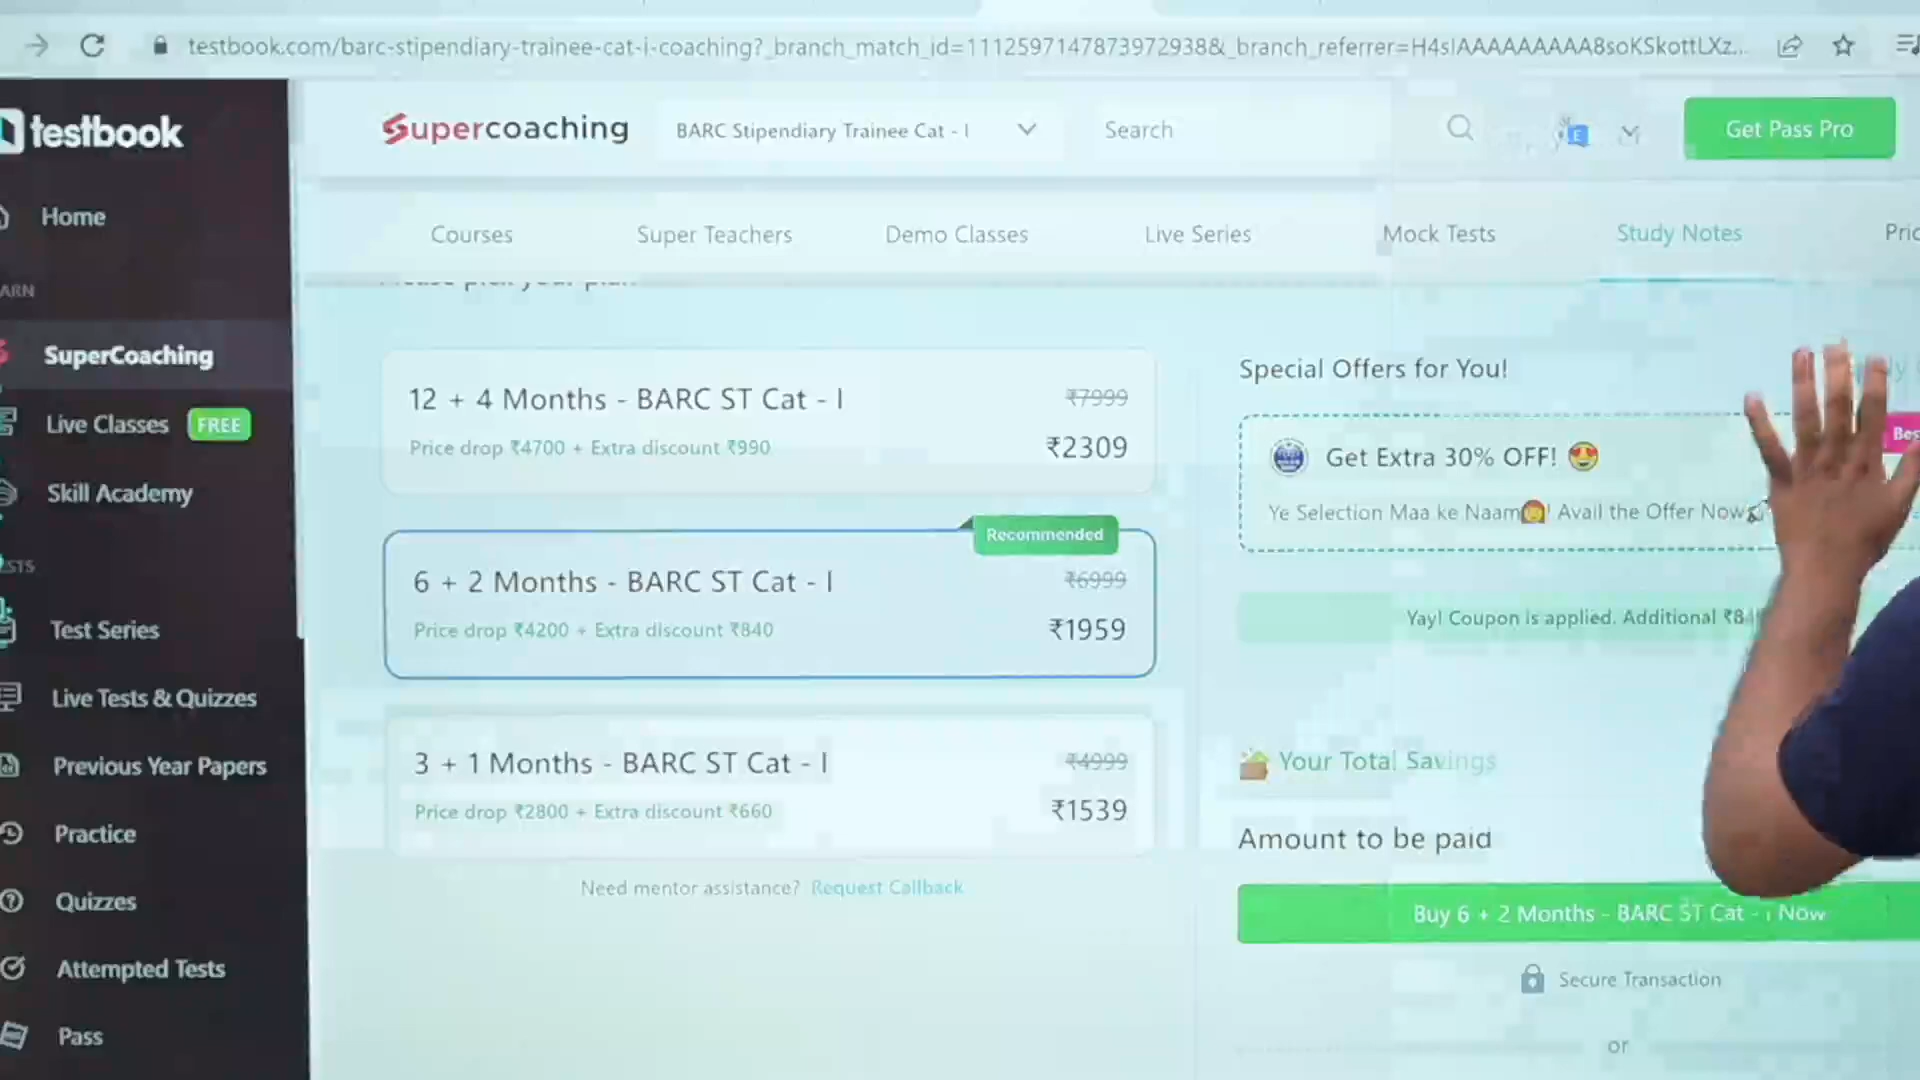 testbook.com/barc-stipendiary-trainee-cat-i-coaching?_branch_match_id=1112597147873972938&_branch_referrer=H4sIAAAAAAAAA8soKSkottLXz...
testbook
Supercoaching
BARC Stipendiary Trainee Cat - I
Search
Get Pass Pro
Home
Courses
Super Teachers
Demo Classes
Live Series
Mock Tests
Study Notes
SuperCoaching
Live Classes FREE
Skill Academy
Test Series
Live Tests & Quizzes
Previous Year Papers
Practice
Quizzes
Attempted Tests
Pass
12 + 4 Months - BARC ST Cat - I ₹7999
Price drop ₹4700 + Extra discount ₹990 ₹2309
Recommended
6 + 2 Months - BARC ST Cat - I ₹6999
Price drop ₹4200 + Extra discount ₹840 ₹1959
3 + 1 Months - BARC ST Cat - I ₹4999
Price drop ₹2800 + Extra discount ₹660 ₹1539
Need mentor assistance? Request Callback
Special Offers for You!
Get Extra 30% OFF!
Ye Selection Maa ke Naam! Avail the Offer Now
Yay! Coupon is applied. Additional
Your Total Savings
Amount to be paid
Buy 6 + 2 Months - BARC ST Cat - I Now
Secure Transaction
or